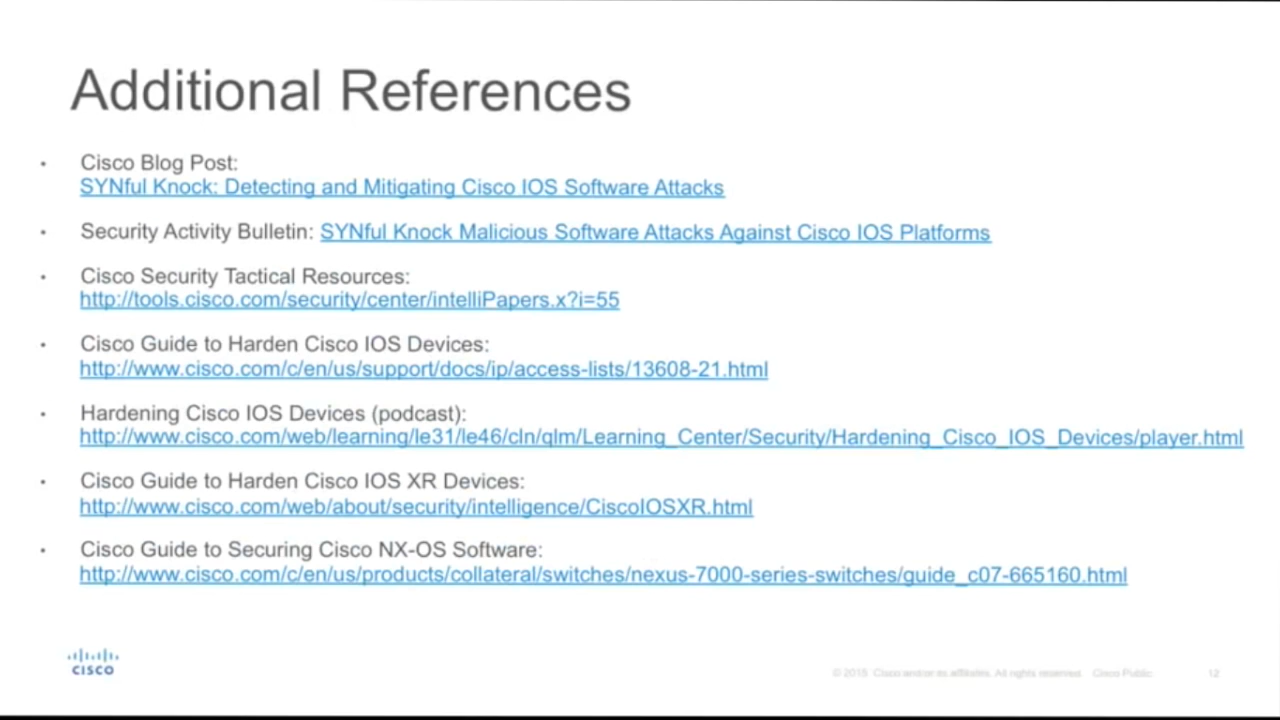 Additional References
• Cisco Blog Post:
SYNful Knock: Detecting and Mitigating Cisco IOS Software Attacks
• Security Activity Bulletin: SYNful Knock Malicious Software Attacks Against Cisco IOS Platforms
• Cisco Security Tactical Resources:
http://tools.cisco.com/security/center/intelliPapers.x?i=55
• Cisco Guide to Harden Cisco IOS Devices:
http://www.cisco.com/c/en/us/support/docs/ip/access-lists/13608-21.html
• Hardening Cisco IOS Devices (podcast):
http://www.cisco.com/web/learning/le31/le46/cln/qlm/Learning_Center/Security/Hardening_Cisco_IOS_Devices/player.html
• Cisco Guide to Harden Cisco IOS XR Devices:
http://www.cisco.com/web/about/security/intelligence/CiscoIOSXR.html
• Cisco Guide to Securing Cisco NX-OS Software:
http://www.cisco.com/c/en/us/products/collateral/switches/nexus-7000-series-switches/guide_c07-665160.html
CISCO
© 2015 Cisco and/or its affiliates. All rights reserved. Cisco Public 12